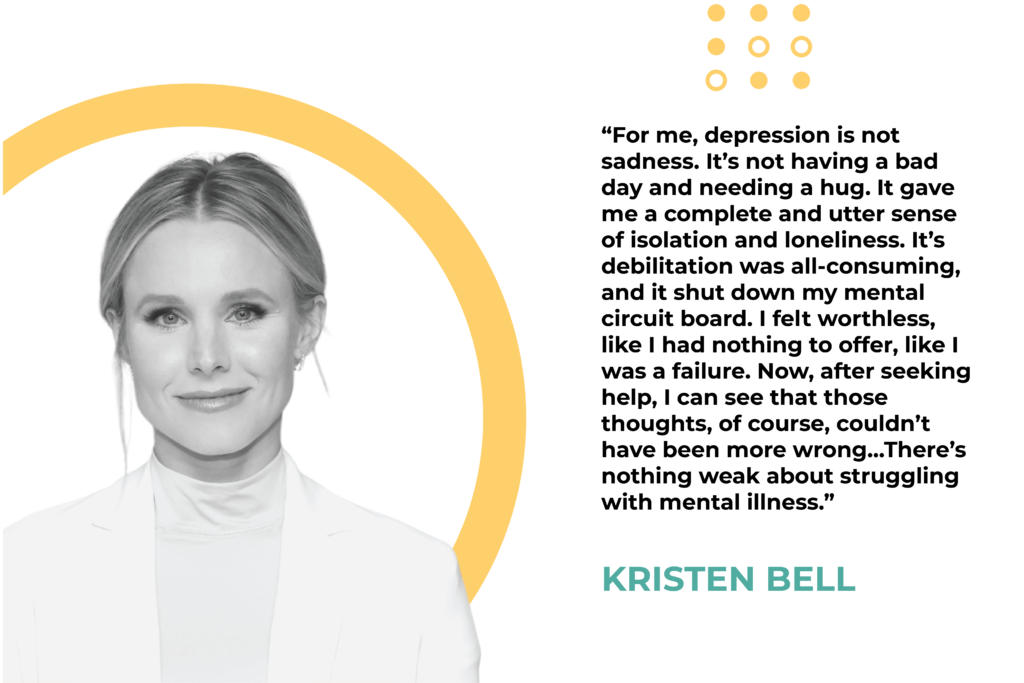 “For me, depression is not
sadness. It’s not having a bad
day and needing a hug. It gave
me a complete and utter sense
of isolation and loneliness. It’s
debilitation was all-consuming,
and it shut down my mental
circuit board. I felt worthless,
like I had nothing to offer, like I
was a failure. Now, after seeking
help, I can see that those
thoughts, of course, couldn’t
have been more wrong...There’s
nothing weak about struggling
with mental illness.”
KRISTEN BELL